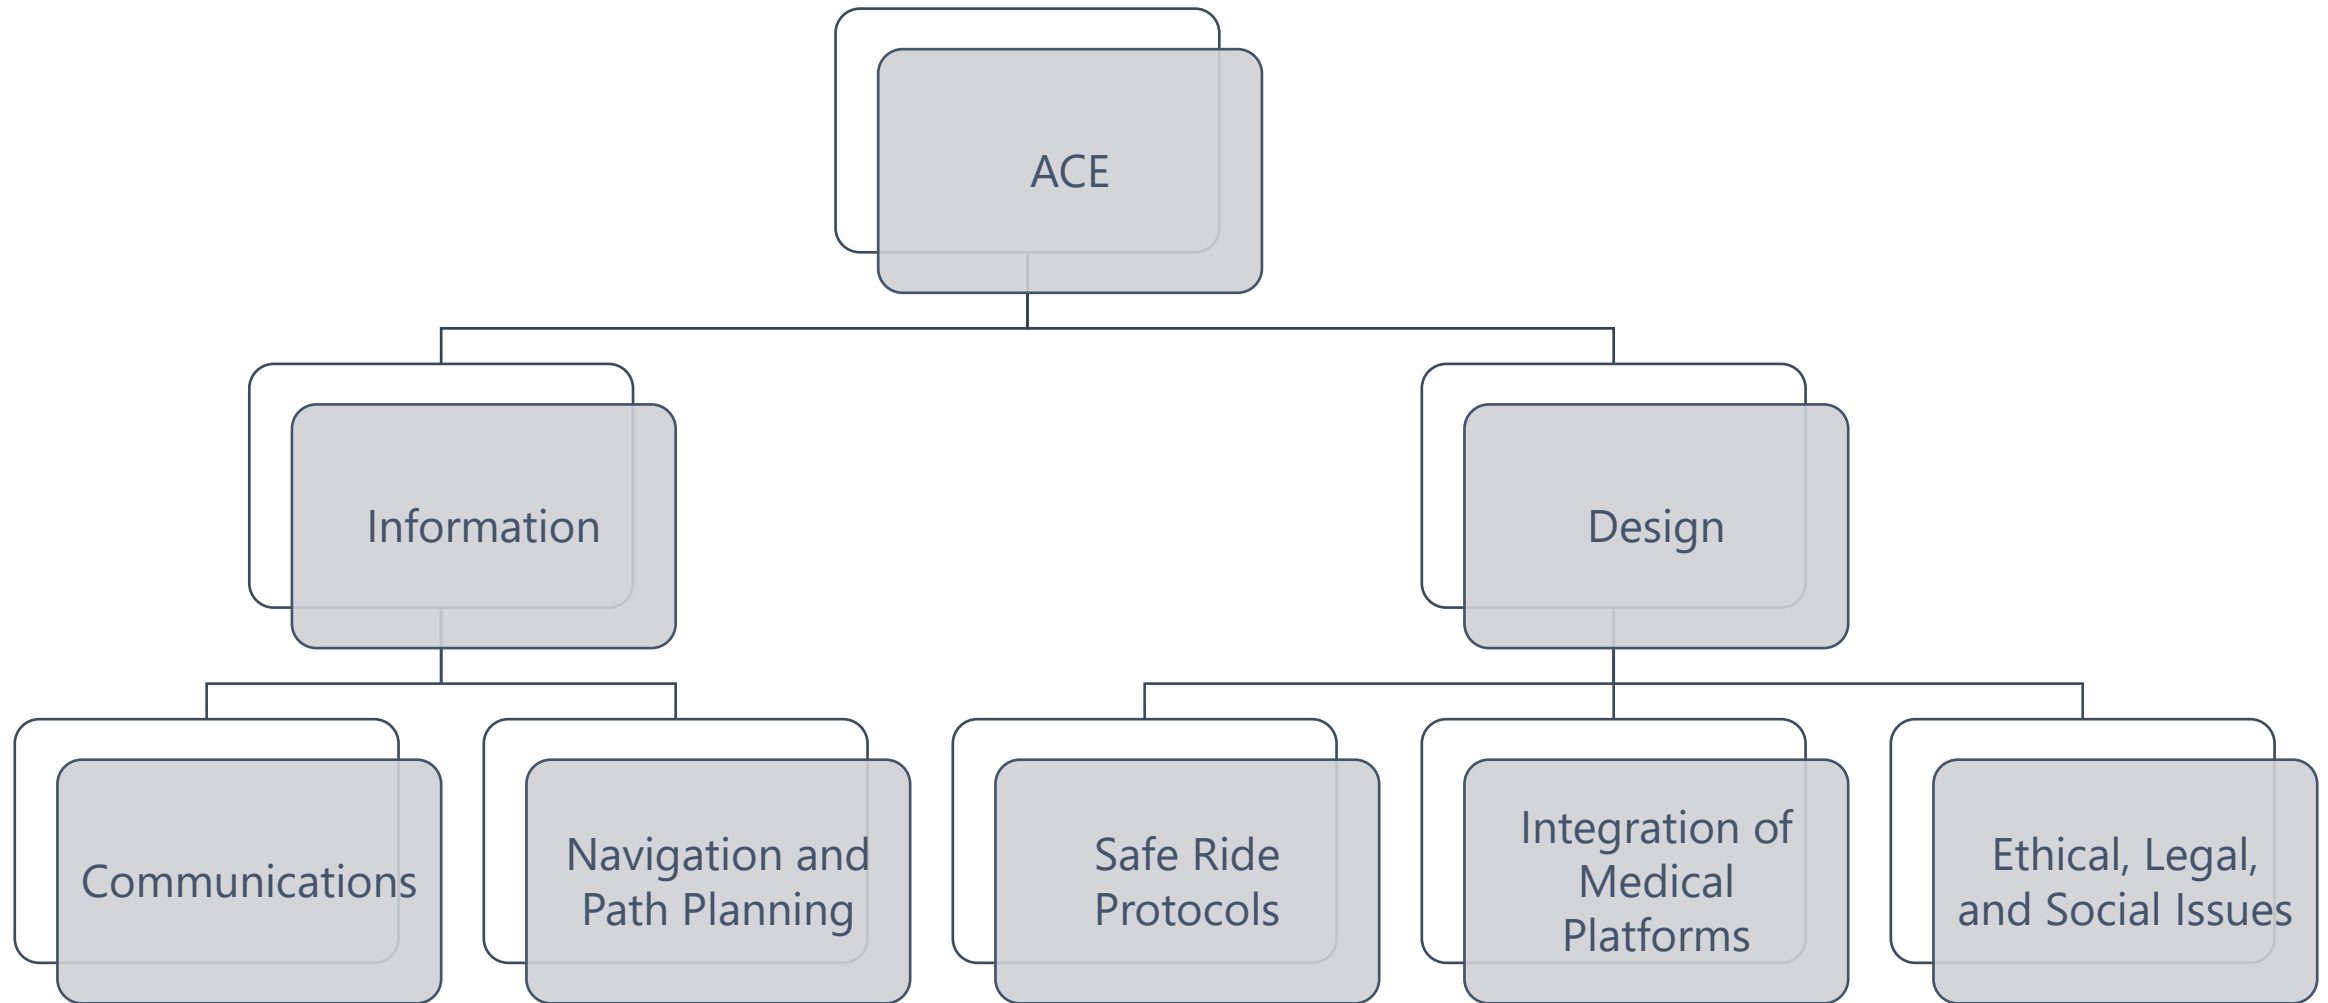 ACE
Information
Design
Communications
Navigation and
Path Planning
Safe Ride
Protocols
Integration of
Medical
Platforms
Ethical, Legal,
and Social Issues